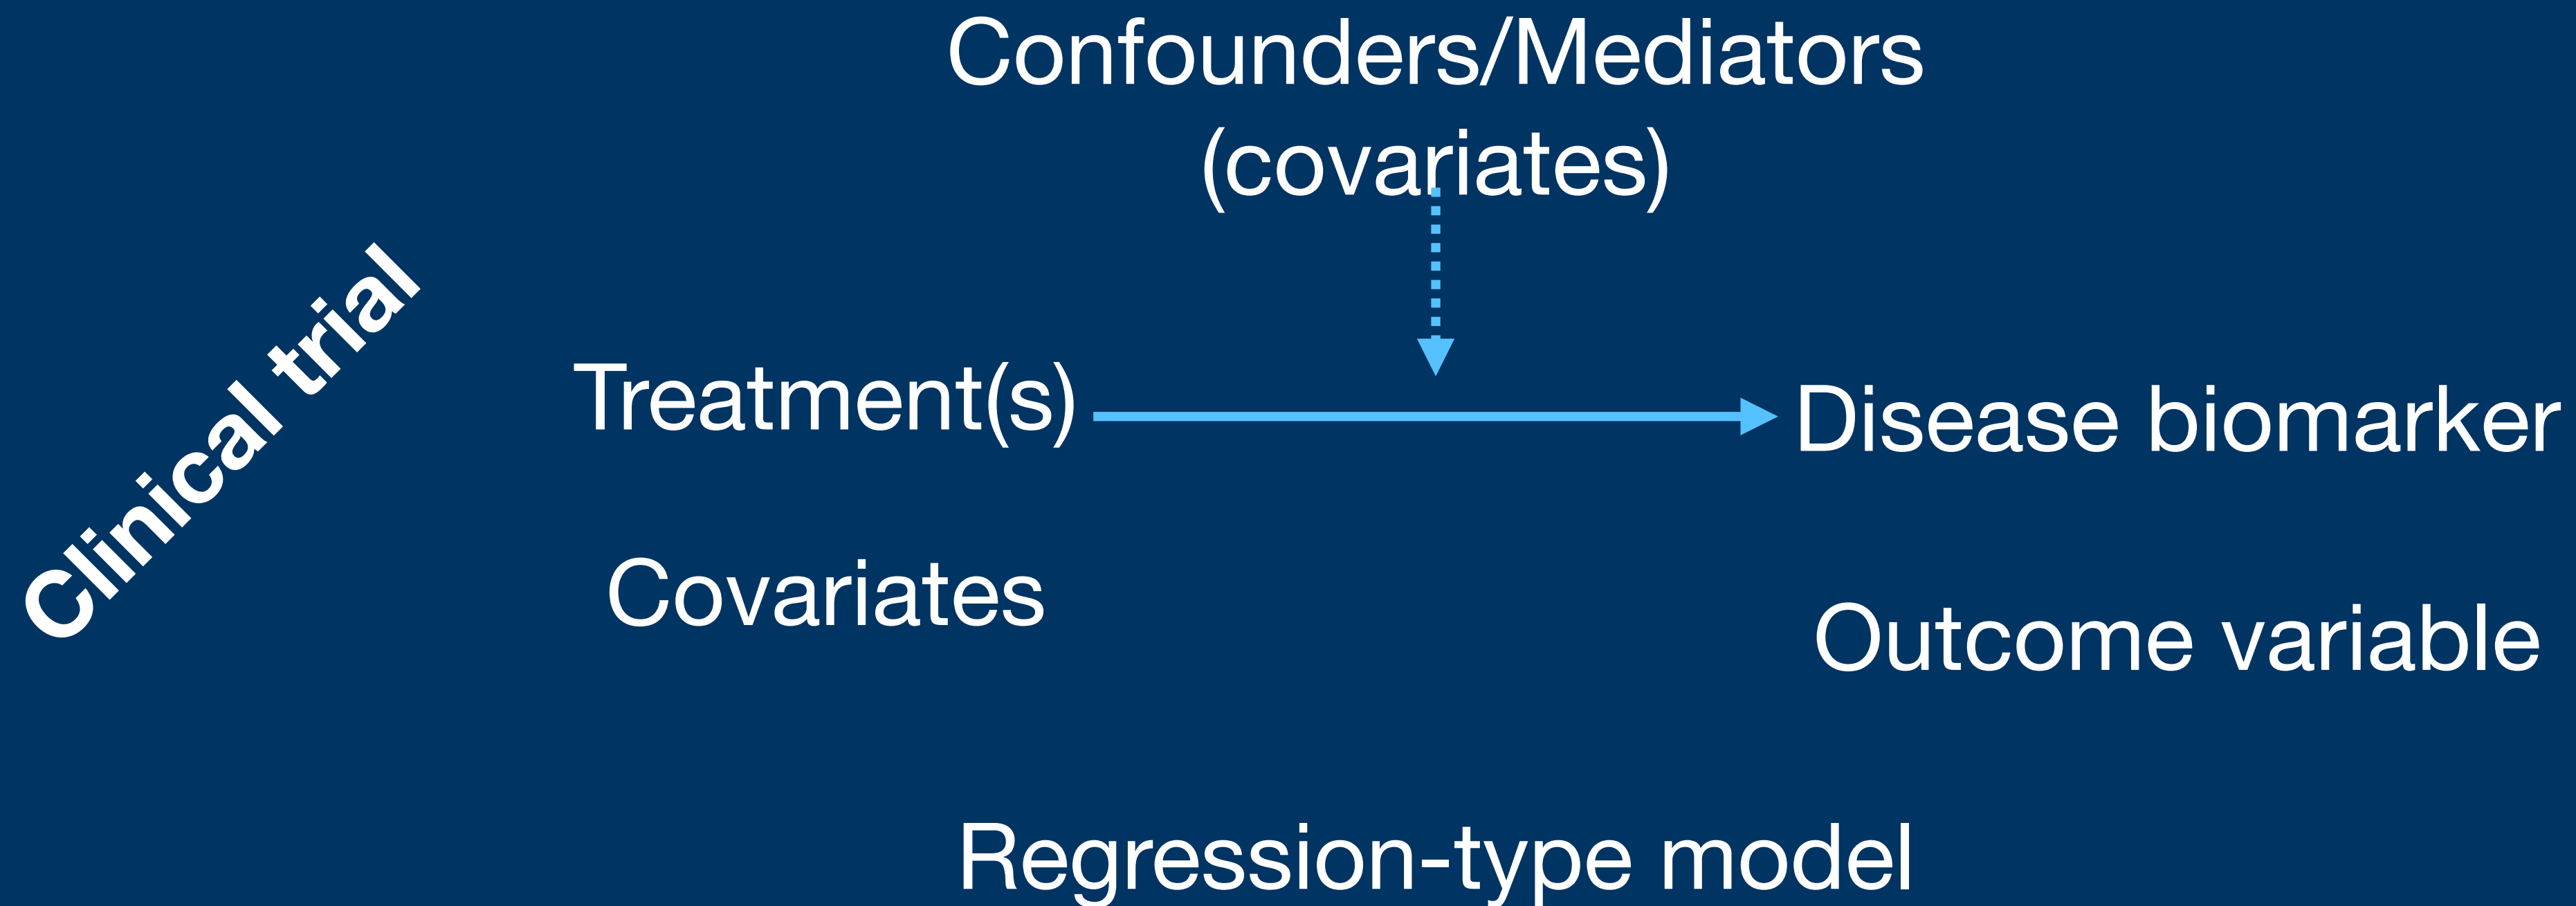 Confounders/Mediators
(covariates)
Clinical trial
Treatment(s)
Disease biomarker
Covariates
Outcome variable
Regression-type model